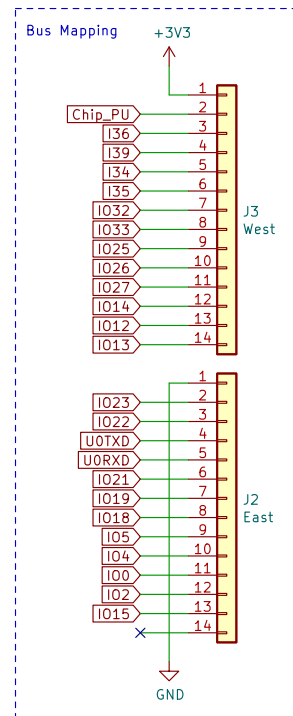 Bus Mapping
+3V3
1
Chip_PU 2
I36 3
I39 4
I34 5
I35 6
IO32 7
J3
IO33 8
West
IO25 9
IO26 10
IO27 11
IO14 12
IO12 13
IO13 14
1
IO23 2
IO22 3
U0TXD 4
U0RXD 5
IO21 6
IO19 7
J2
IO18 8
East
IO5 9
IO4 10
IO0 11
IO2 12
IO15 13
14
GND